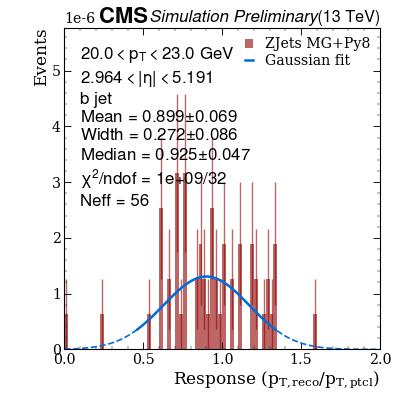 1e-6 CMS Simulation Preliminary (13 TeV)
Events
ZJets MG+Py8
Gaussian fit
20.0 < p_T < 23.0 GeV
2.964 < |η| < 5.191
b jet
Mean = 0.899±0.069
Width = 0.272±0.086
Median = 0.925±0.047
χ²/ndof = 1e+09/32
Neff = 56
5
4
3
2
1
0
0.0 0.5 1.0 1.5 2.0
Response (p_T,reco/p_T,ptcl)